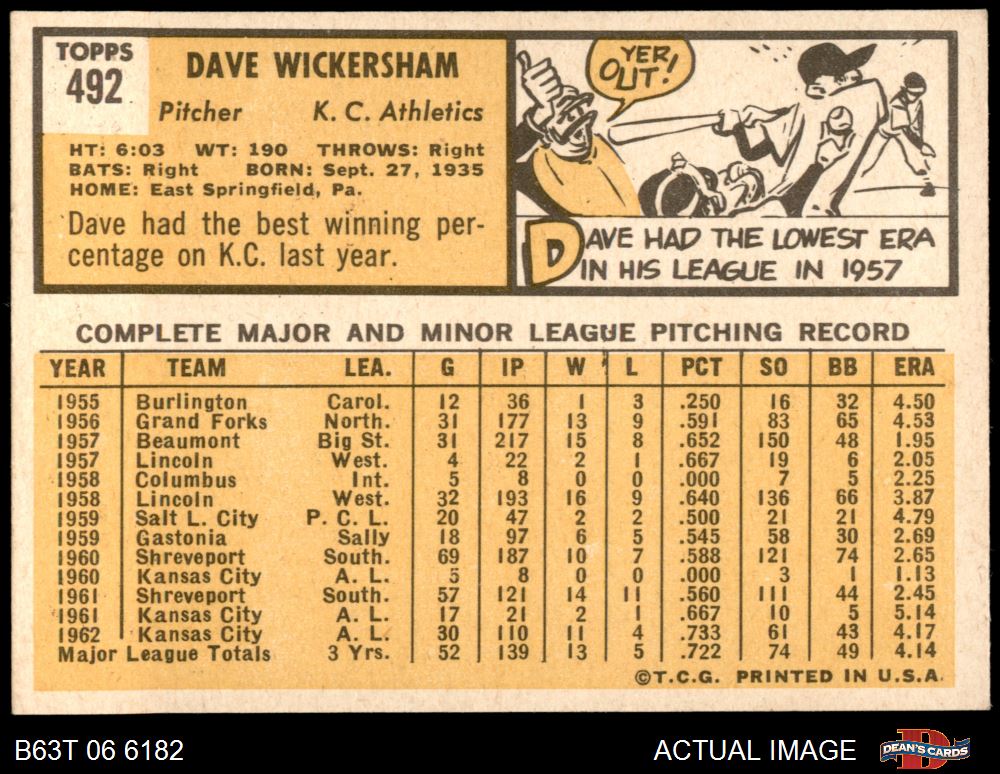 TOPPS
492
DAVE WICKERSHAM
Pitcher K. C. Athletics
HT: 6:03 WT: 190 THROWS: Right
BATS: Right BORN: Sept. 27, 1935
HOME: East Springfield, Pa.
Dave had the best winning per-
centage on K.C. last year.
YER
OUT!
DAVE HAD THE LOWEST ERA
IN HIS LEAGUE IN 1957
COMPLETE MAJOR AND MINOR LEAGUE PITCHING RECORD
YEAR TEAM LEA. G IP W L PCT SO BB ERA
1955 Burlington Carol. 12 36 1 3 .250 16 32 4.50
1956 Grand Forks North. 31 177 13 9 .591 83 65 4.53
1957 Beaumont Big St. 31 217 15 8 .652 150 48 1.95
1957 Lincoln West. 4 22 2 1 .667 19 6 2.05
1958 Columbus Int. 5 8 0 0 .000 7 5 2.25
1958 Lincoln West. 32 193 16 9 .640 136 66 3.87
1959 Salt L. City P. C. L. 20 47 2 2 .500 21 21 4.79
1959 Gastonia Sally 18 97 6 5 .545 58 30 2.69
1960 Shreveport South. 69 187 10 7 .588 121 74 2.65
1960 Kansas City A. L. 5 8 0 0 .000 3 1 1.13
1961 Shreveport South. 57 121 14 11 .560 111 44 2.45
1961 Kansas City A. L. 17 21 2 1 .667 10 5 5.14
1962 Kansas City A. L. 30 110 11 4 .733 61 43 4.17
Major League Totals 3 Yrs. 52 139 13 5 .722 74 49 4.14
©T.C.G. PRINTED IN U.S.A.
B63T 06 6182
ACTUAL IMAGE
DEAN'S CARDS